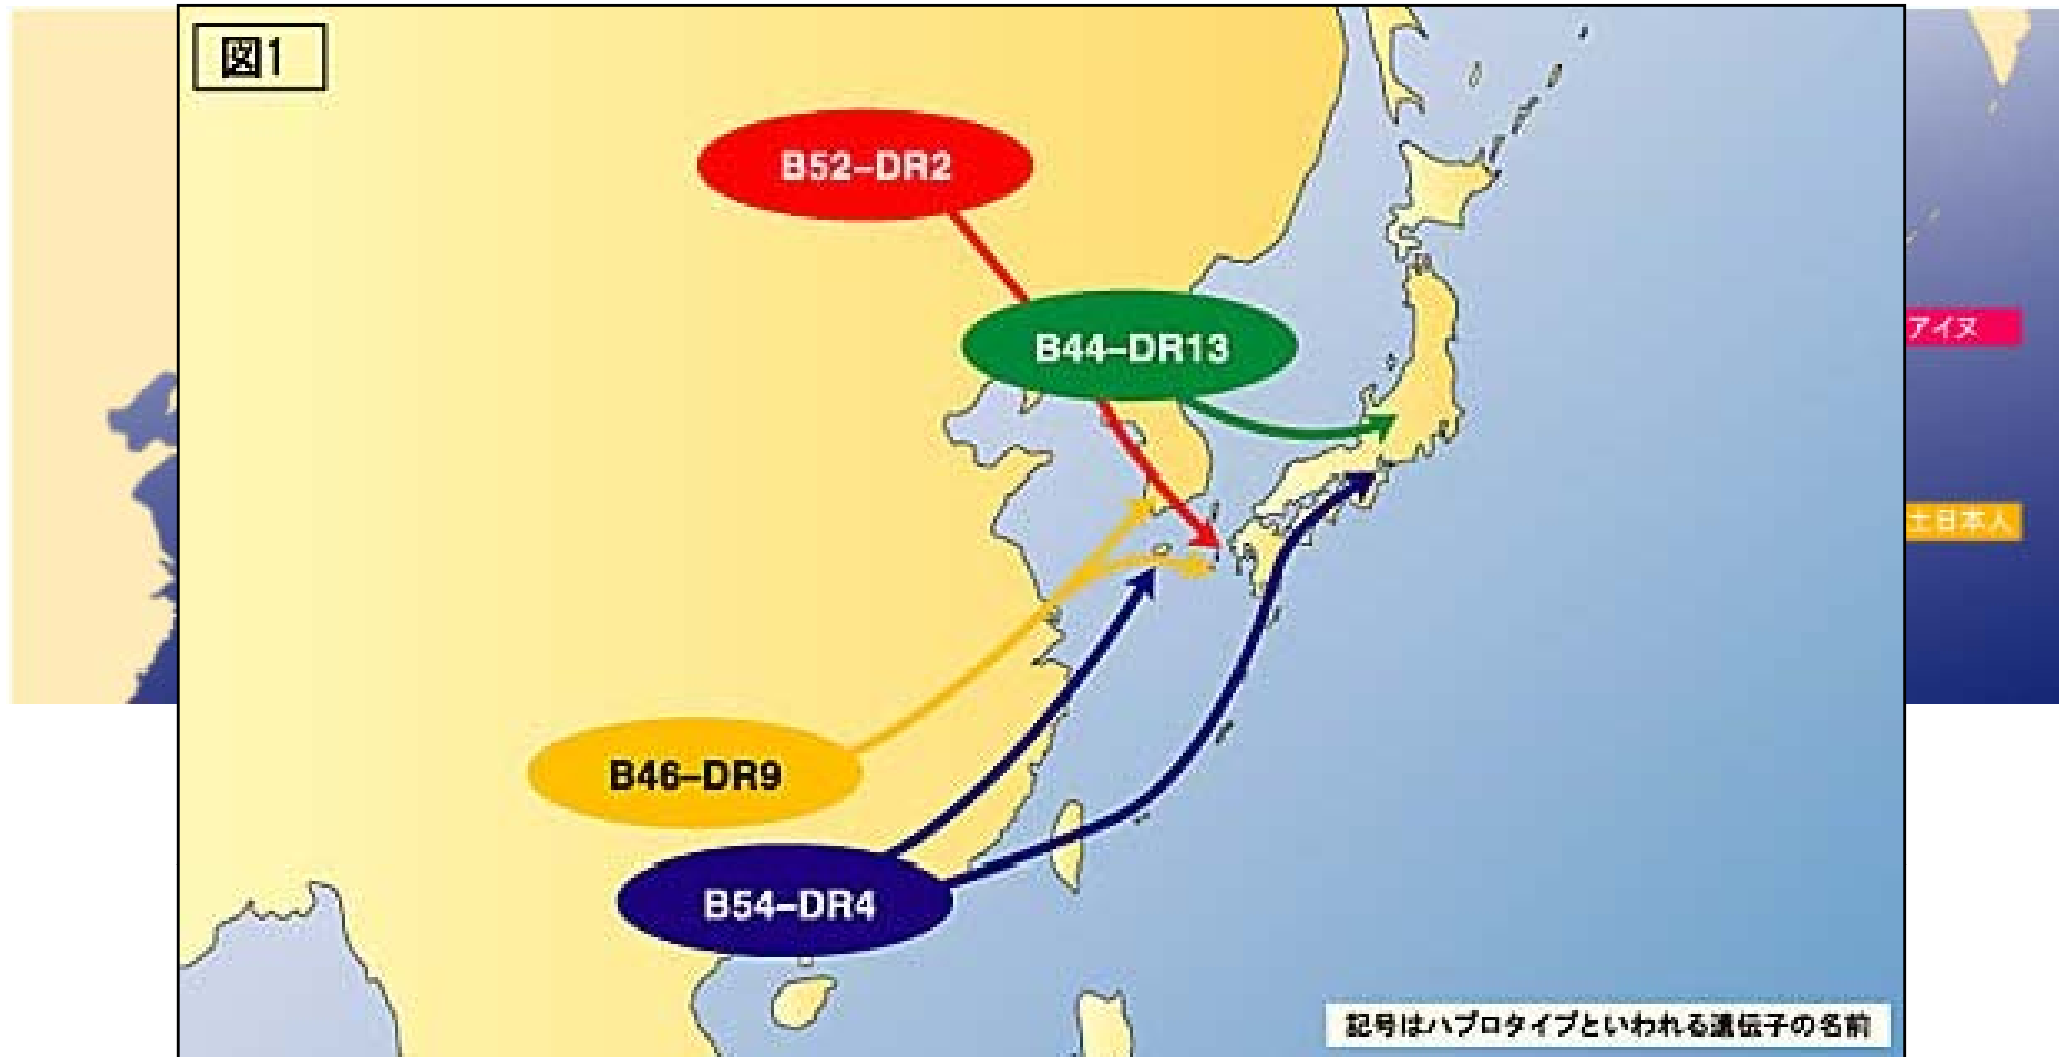 図1
B52-DR2
B44-DR13
アイヌ
土日本人
B46-DR9
B54-DR4
記号はハプロタイプといわれる遺伝子の名前